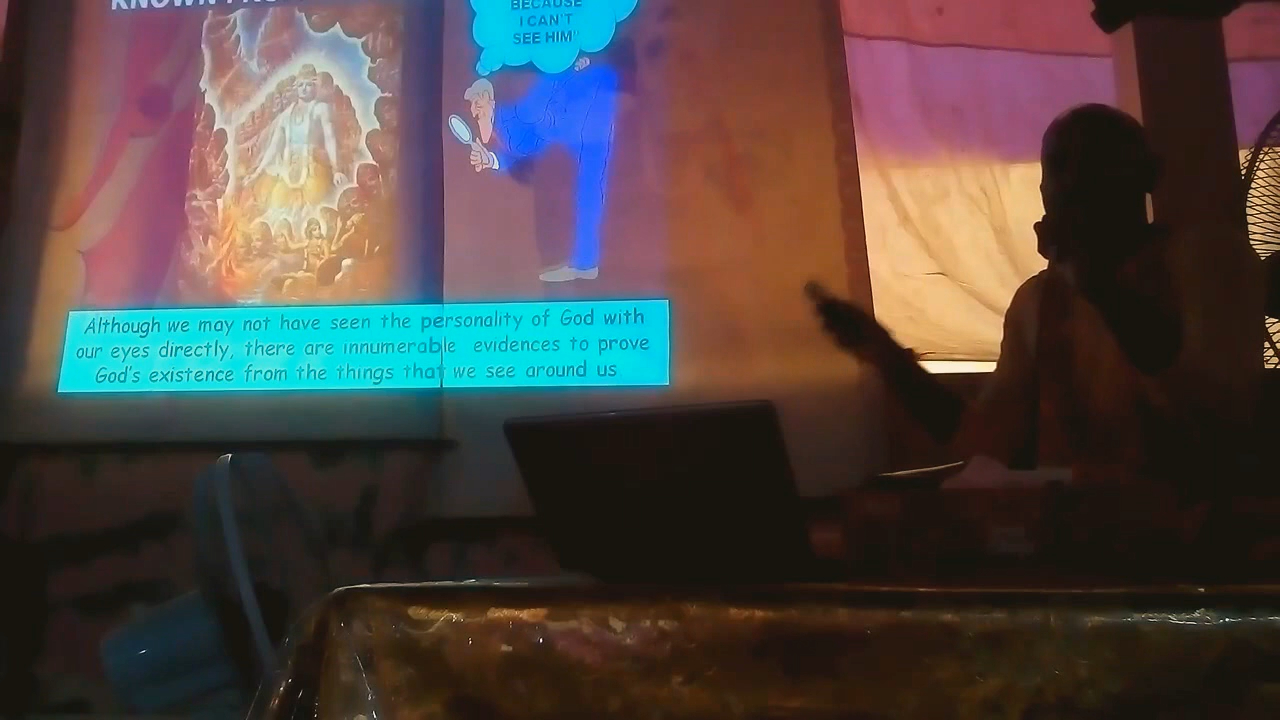 KNOWN
BECAUSE
I CAN'T
SEE HIM"
Although we may not have seen the personality of God with
our eyes directly, there are innumerable evidences to prove
God's existence from the things that we see around us